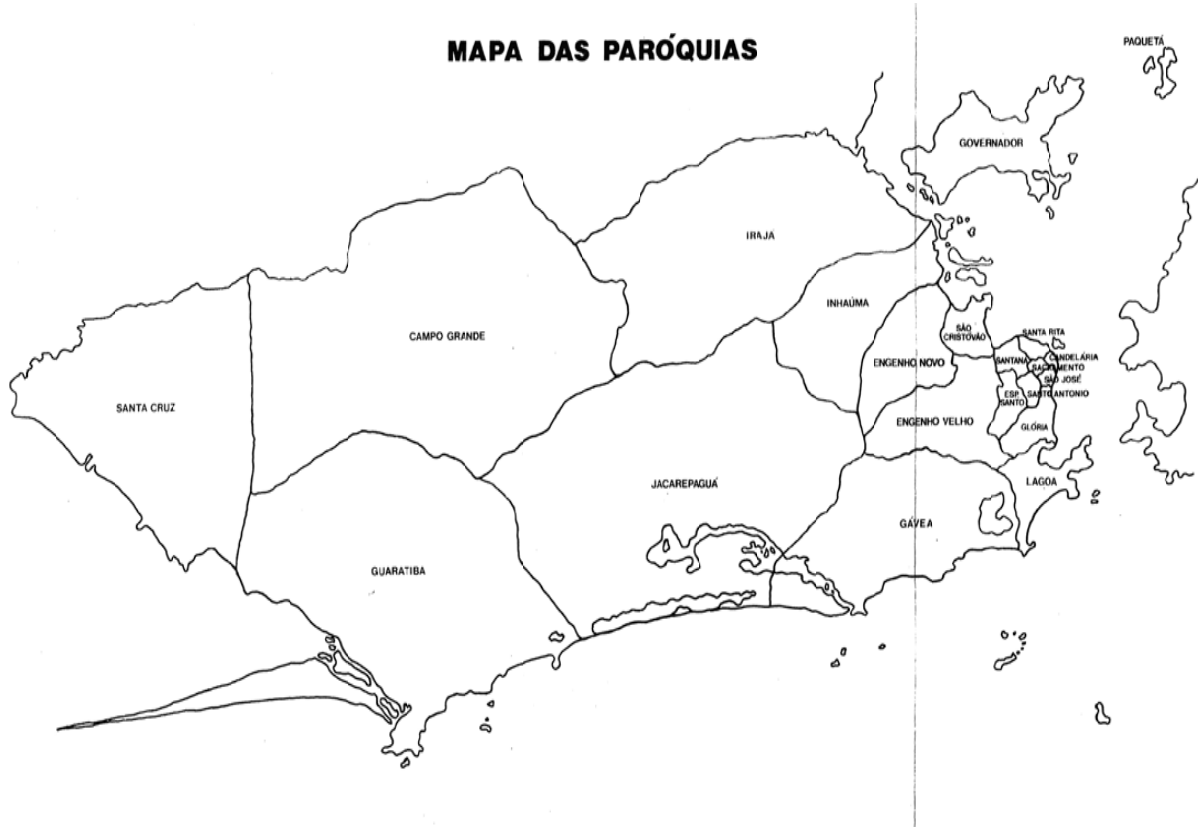 MAPA DAS PARÓQUIAS
PAQUETÁ
GOVERNADOR
IRAJÁ
INHAÚMA
CAMPO GRANDE
SÃO
CRISTOVÃO
SANTA RITA
ENGENHO NOVO
SANTANA
CANDELÁRIA
SACRAMENTO
SÃO JOSÉ
ESP.
SANTO
SANTO ANTONIO
SANTA CRUZ
ENGENHO VELHO
GLÓRIA
JACAREPAGUÁ
LAGOA
GÁVEA
GUARATIBA